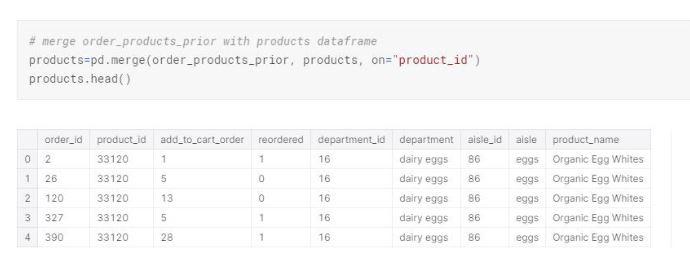 # merge order_products_prior with products dataframe
products=pd.merge(order_products_prior, products, on="product_id")
products.head()
order_id product_id add_to_cart_order reordered department_id department aisle_id aisle product_name
0 2 33120 1 1 16 dairy eggs 86 eggs Organic Egg Whites
1 26 33120 5 0 16 dairy eggs 86 eggs Organic Egg Whites
2 120 33120 13 0 16 dairy eggs 86 eggs Organic Egg Whites
3 327 33120 5 1 16 dairy eggs 86 eggs Organic Egg Whites
4 390 33120 28 1 16 dairy eggs 86 eggs Organic Egg Whites